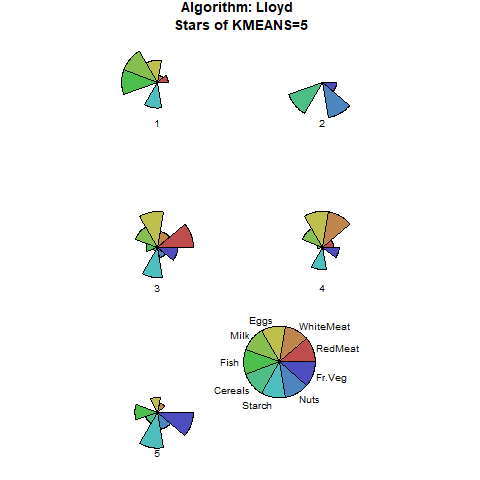 Algorithm: Lloyd
Stars of KMEANS=5
1
2
3
4
Eggs
WhiteMeat
Milk
RedMeat
Fish
Fr.Veg
Cereals
Nuts
Starch
5